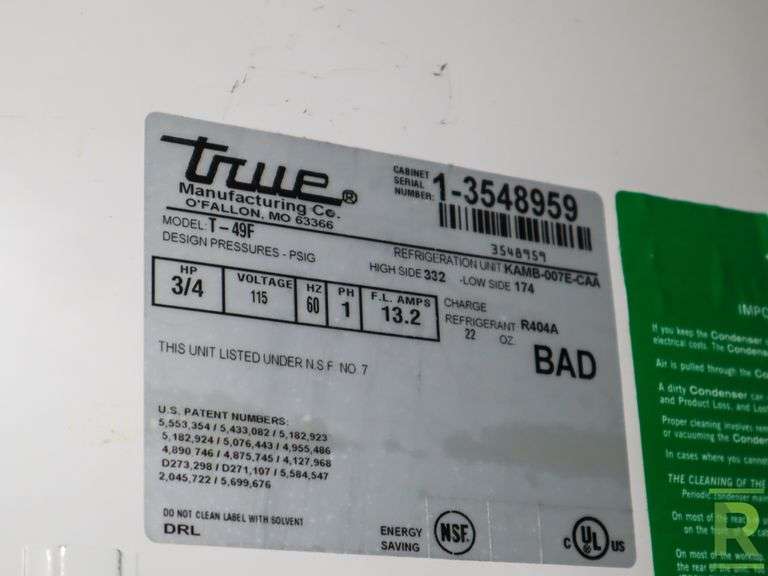 true®
Manufacturing Co.
O'FALLON, MO 63366
CABINET
SERIAL
NUMBER: 1-3548959
3548959
MODEL: T-49F
REFRIGERATION UNIT KAMB-007E-CAA
DESIGN PRESSURES - PSIG
HIGH SIDE 332 -LOW SIDE 174
HP VOLTAGE HZ PH F.L. AMPS
3/4 115 60 1 13.2
CHARGE
REFRIGERANT R404A
22 OZ.
BAD
THIS UNIT LISTED UNDER N.S.F. NO. 7
U.S. PATENT NUMBERS:
5,553,354 / 5,433,082 / 5,182,923
5,182,924 / 5,076,443 / 4,955,486
4,890,746 / 4,875,745 / 4,127,968
D273,298 / D271,107 / 5,584,547
2,045,722 / 5,699,676
DO NOT CLEAN LABEL WITH SOLVENT
DRL
ENERGY
SAVING
NSF.
C UL US
IMPO
If you keep the Condenser
electrical costs. The Condens
Air is pulled through the Co
A dirty Condenser can
and Product Loss, and Los
Proper cleaning involves rem
or vacuuming the Conden
In cases where you cannot
THE CLEANING OF THE
Periodic condenser main
On most of the reach-in
on the front
On most of the
the rear of the unit.
R